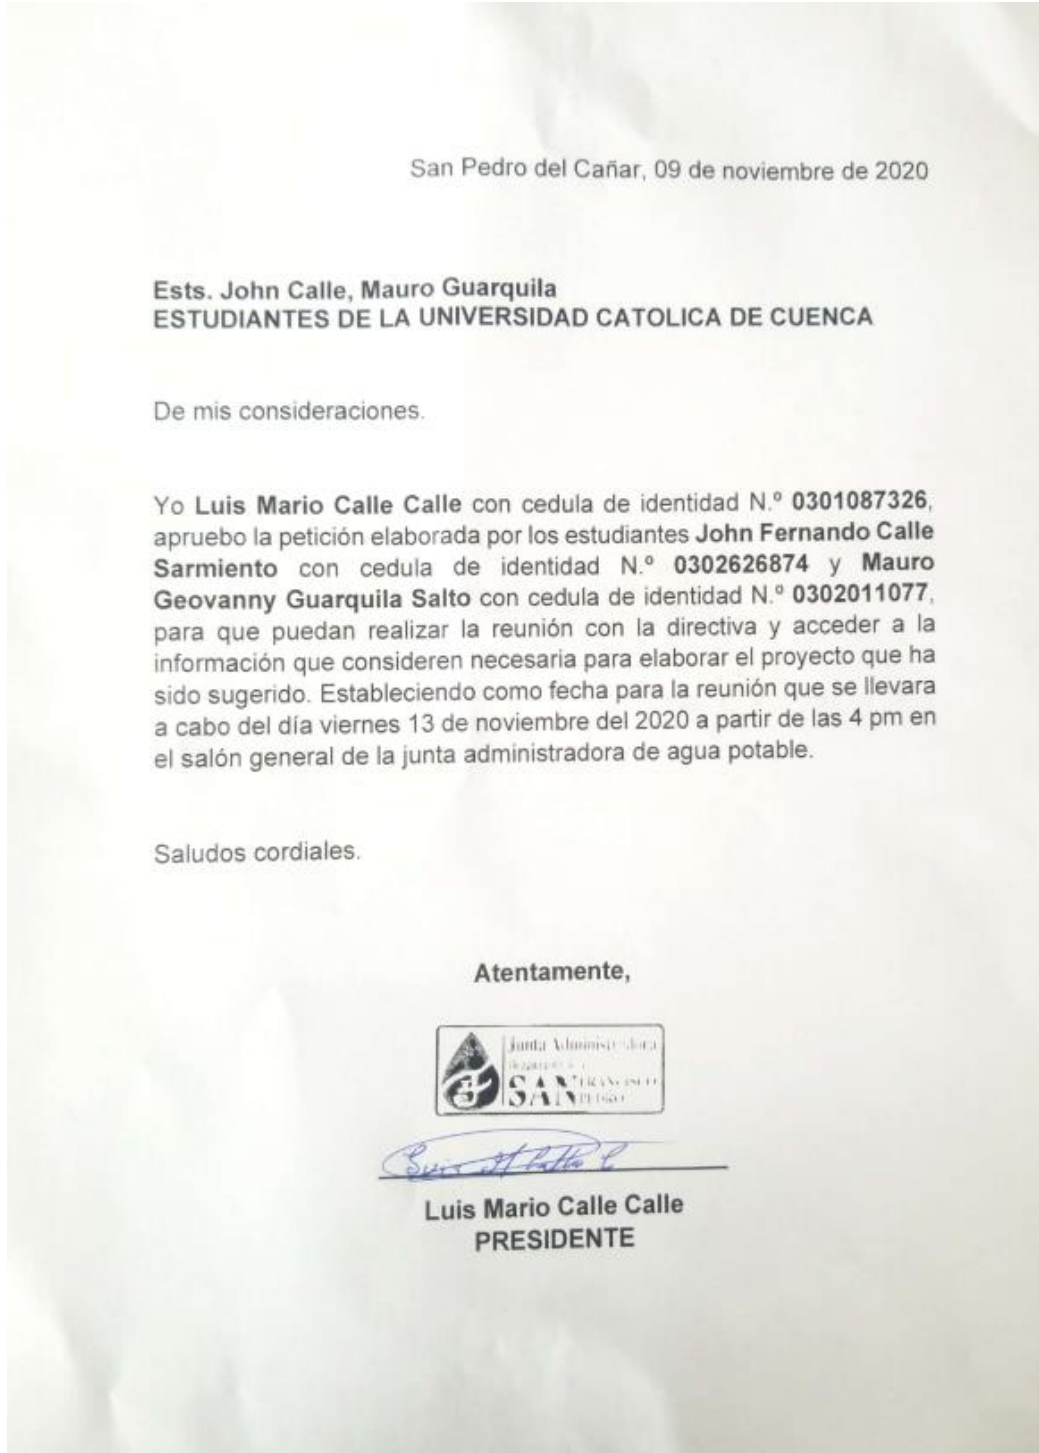 San Pedro del Cañar, 09 de noviembre de 2020
Ests. John Calle, Mauro Guarquila
ESTUDIANTES DE LA UNIVERSIDAD CATOLICA DE CUENCA
De mis consideraciones.
Yo Luis Mario Calle Calle con cedula de identidad N.º 0301087326,
apruebo la petición elaborada por los estudiantes John Fernando Calle
Sarmiento con cedula de identidad N.º 0302626874 y Mauro
Geovanny Guarquila Salto con cedula de identidad N.º 0302011077,
para que puedan realizar la reunión con la directiva y acceder a la
información que consideren necesaria para elaborar el proyecto que ha
sido sugerido. Estableciendo como fecha para la reunión que se llevara
a cabo del día viernes 13 de noviembre del 2020 a partir de las 4 pm en
el salón general de la junta administradora de agua potable.
Saludos cordiales.
Atentamente,
Junta Administradora
SAN FRANCISCO
PEDRO
Luis Mario Calle Calle
PRESIDENTE